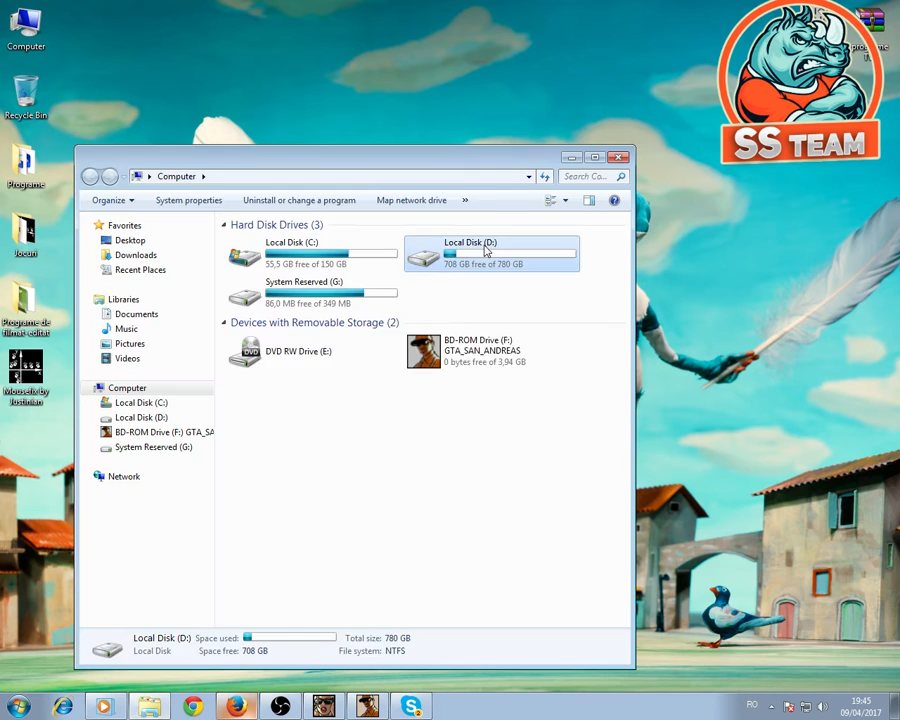 Computer
Recycle Bin
Programe
Jocuri
Programe de
filmat-editat
Mousefix by
Justinian
SS TEAM
Computer
Search Co...
Organize
System properties
Uninstall or change a program
Map network drive
»
Favorites
Desktop
Downloads
Recent Places
Libraries
Documents
Music
Pictures
Videos
Computer
Local Disk (C:)
Local Disk (D:)
BD-ROM Drive (F:) GTA_SA
System Reserved (G:)
Network
Hard Disk Drives (3)
Local Disk (C:)
55,5 GB free of 150 GB
Local Disk (D:)
708 GB free of 780 GB
System Reserved (G:)
86,0 MB free of 349 MB
Devices with Removable Storage (2)
DVD
DVD RW Drive (E:)
BD-ROM Drive (F:)
GTA_SAN_ANDREAS
0 bytes free of 3,94 GB
Local Disk (D:) Space used: Total size: 780 GB
Local Disk Space free: 708 GB File system: NTFS
RO
19:45
09/04/2017